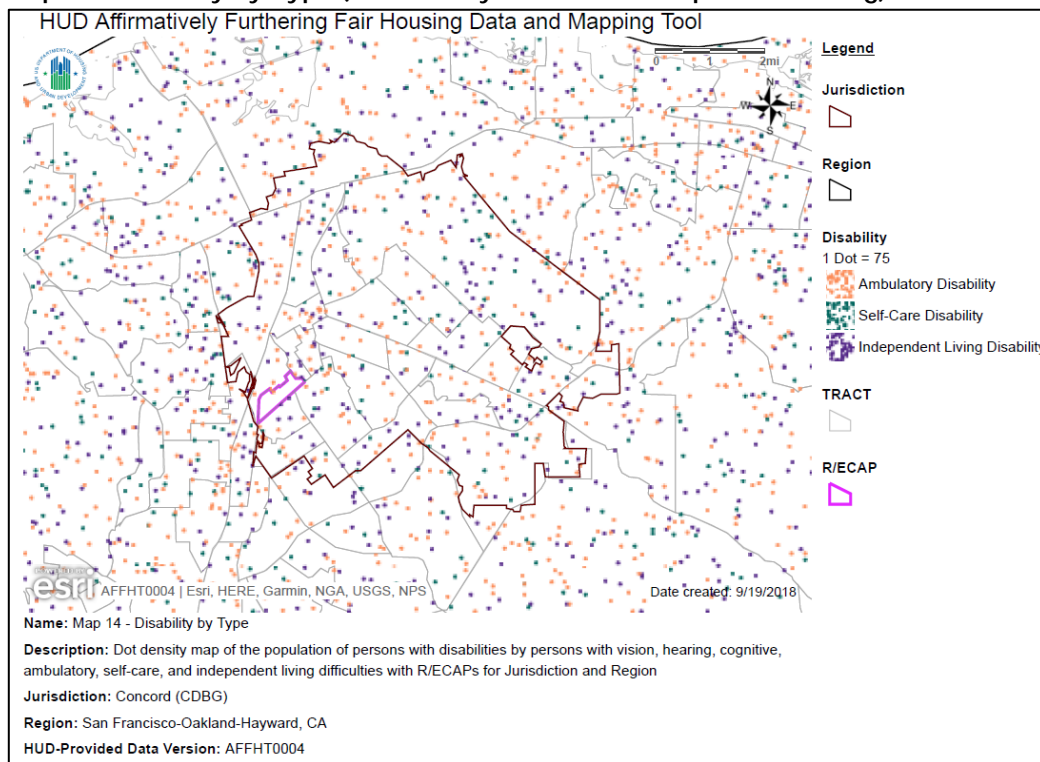 HUD Affirmatively Furthering Fair Housing Data and Mapping Tool
0 1 2mi
N
W E
S
Legend
Jurisdiction
Region
Disability
1 Dot = 75
Ambulatory Disability
Self-Care Disability
Independent Living Disability
TRACT
R/ECAP
esri
AFFHT0004 | Esri, HERE, Garmin, NGA, USGS, NPS
Date created: 9/19/2018
Name: Map 14 - Disability by Type
Description: Dot density map of the population of persons with disabilities by persons with vision, hearing, cognitive,
ambulatory, self-care, and independent living difficulties with R/ECAPs for Jurisdiction and Region
Jurisdiction: Concord (CDBG)
Region: San Francisco-Oakland-Hayward, CA
HUD-Provided Data Version: AFFHT0004